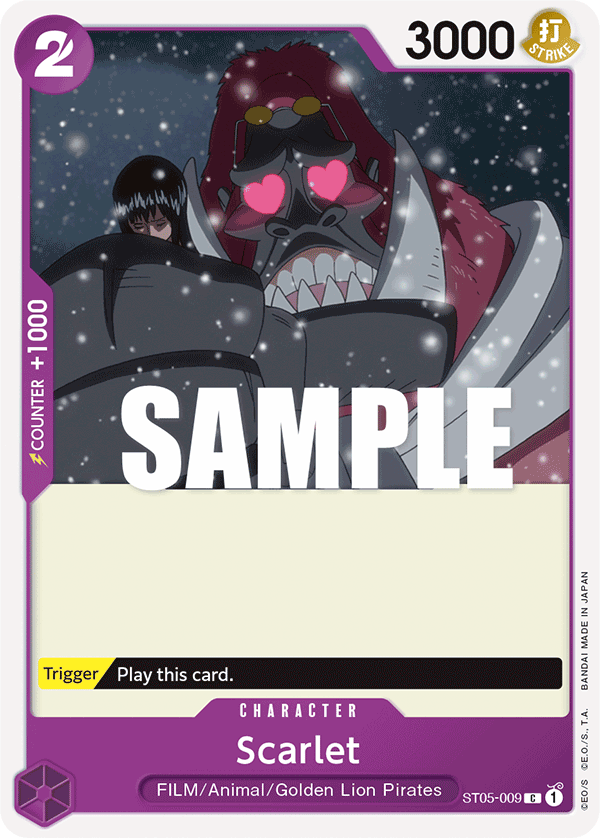 2
3000
打
STRIKE
COUNTER +1000
SAMPLE
Trigger Play this card.
CHARACTER
Scarlet
FILM/Animal/Golden Lion Pirates
ST05-009 C 1
©EO/S ©E.O./S., T.A. BANDAI MADE IN JAPAN